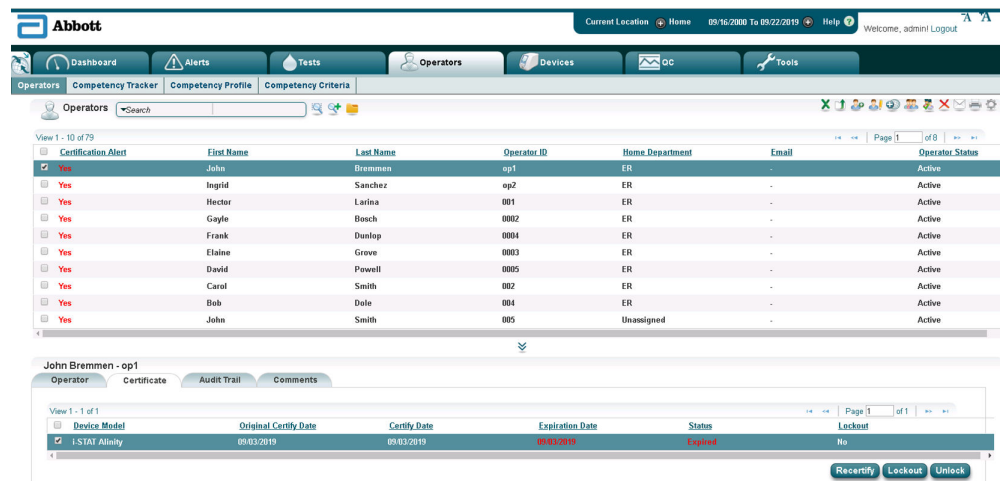 Abbott
Current Location Home 09/16/2000 To 09/22/2019 Help ? Welcome, admin! Logout -A +A
Dashboard Alerts Tests Operators Devices QC Tools
Operators Competency Tracker Competency Profile Competency Criteria
Operators Search
View 1 - 10 of 79 Page 1 of 8
Certification Alert First Name Last Name Operator ID Home Department Email Operator Status
Yes John Bremmen op1 ER - Active
Yes Ingrid Sanchez op2 ER - Active
Yes Hector Larina 001 ER - Active
Yes Gayle Bosch 0002 ER - Active
Yes Frank Dunlop 0004 ER - Active
Yes Elaine Grove 0003 ER - Active
Yes David Powell 0005 ER - Active
Yes Carol Smith 002 ER - Active
Yes Bob Dole 004 ER - Active
Yes John Smith 005 Unassigned - Active
John Bremmen - op1
Operator Certificate Audit Trail Comments
View 1 - 1 of 1 Page 1 of 1
Device Model Original Certify Date Certify Date Expiration Date Status Lockout
i-STAT Alinity 09/03/2019 09/03/2019 09/03/2019 Expired No
Recertify Lockout Unlock